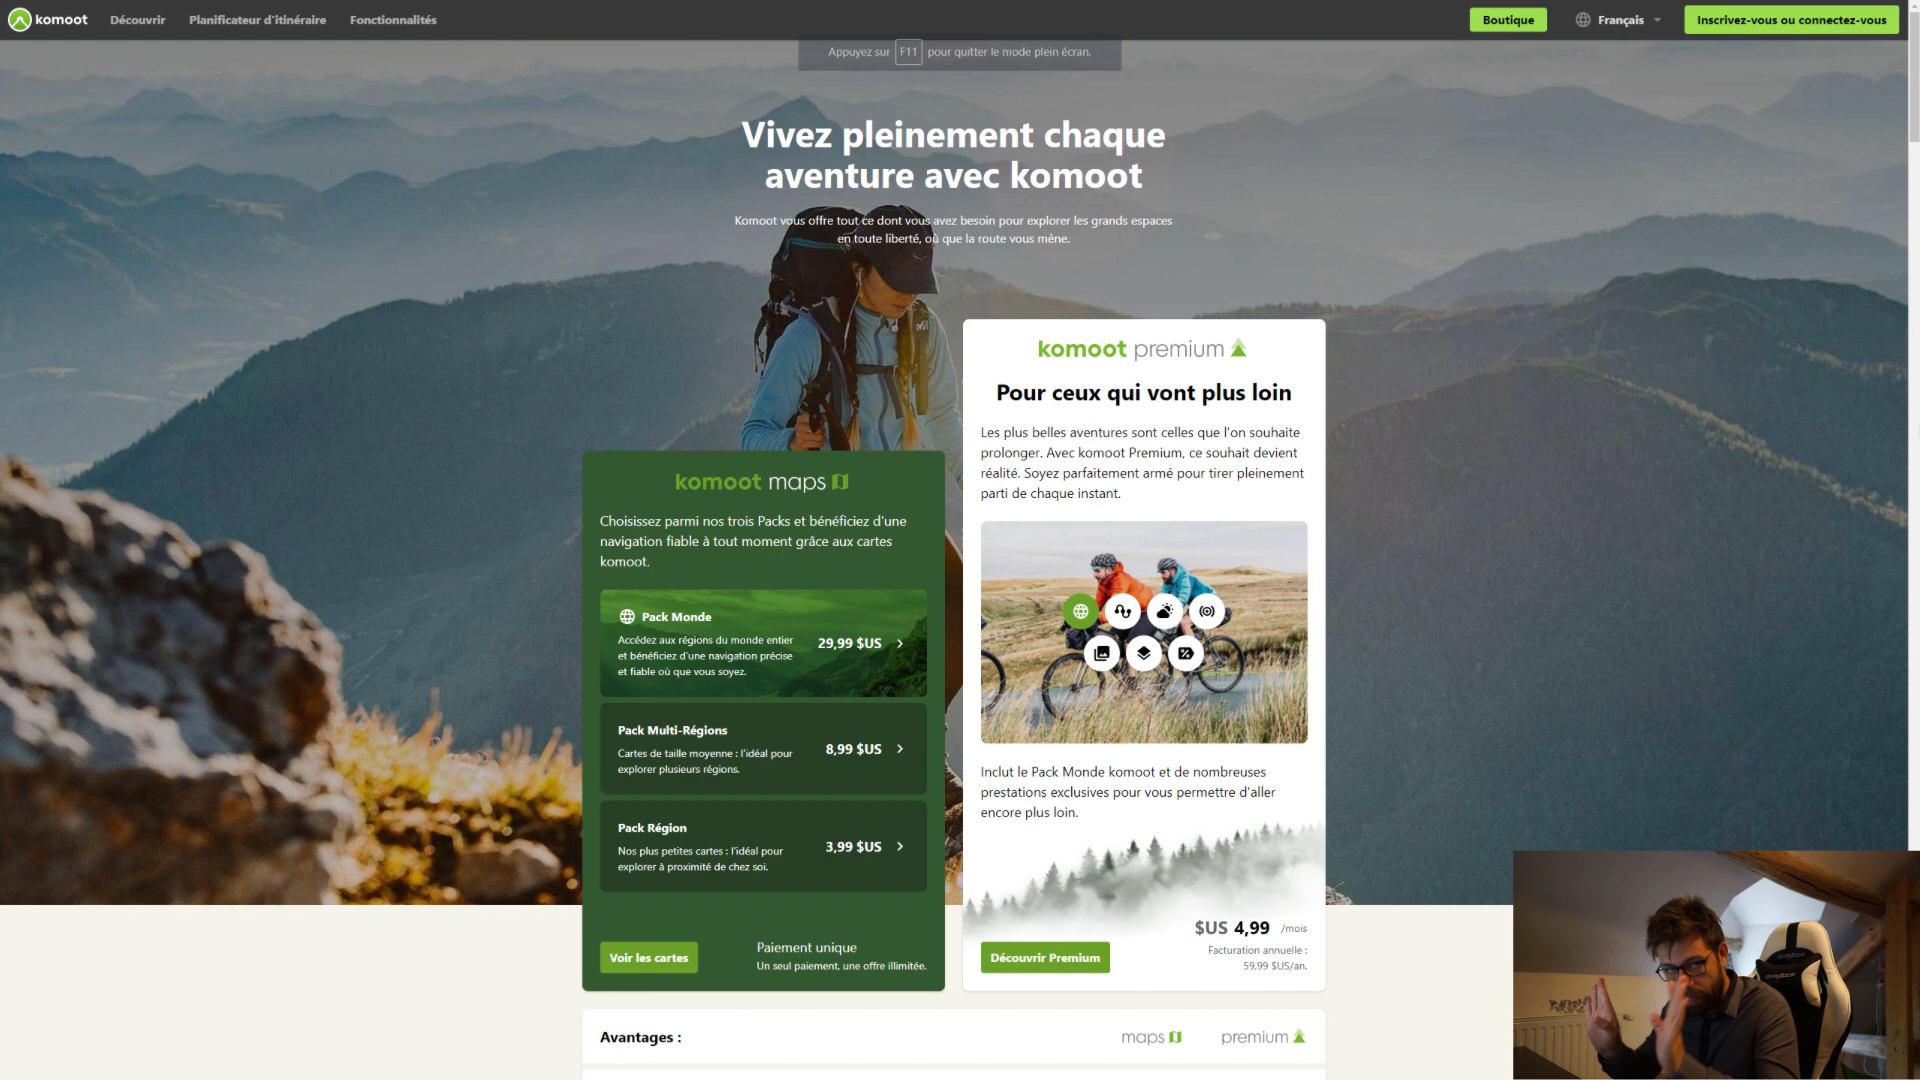 komoot
Découvrir
Planificateur d'itinéraire
Fonctionnalités
Boutique
Français
Inscrivez-vous ou connectez-vous
Appuyez sur F11 pour quitter le mode plein écran.
Vivez pleinement chaque
aventure avec komoot
Komoot vous offre tout ce dont vous avez besoin pour explorer les grands espaces
en toute liberté, où que la route vous mène.
komoot maps
Choisissez parmi nos trois Packs et bénéficiez d'une
navigation fiable à tout moment grâce aux cartes
komoot.
Pack Monde
Accédez aux régions du monde entier
et bénéficiez d'une navigation précise
et fiable où que vous soyez.
29,99 $US
Pack Multi-Régions
Cartes de taille moyenne : l'idéal pour
explorer plusieurs régions.
8,99 $US
Pack Région
Nos plus petites cartes : l'idéal pour
explorer à proximité de chez soi.
3,99 $US
Voir les cartes
Paiement unique
Un seul paiement, une offre illimitée.
komoot premium
Pour ceux qui vont plus loin
Les plus belles aventures sont celles que l'on souhaite
prolonger. Avec komoot Premium, ce souhait devient
réalité. Soyez parfaitement armé pour tirer pleinement
parti de chaque instant.
Inclut le Pack Monde komoot et de nombreuses
prestations exclusives pour vous permettre d'aller
encore plus loin.
$US 4,99 /mois
Facturation annuelle :
59,99 $US/an.
Découvrir Premium
Avantages :
maps
premium